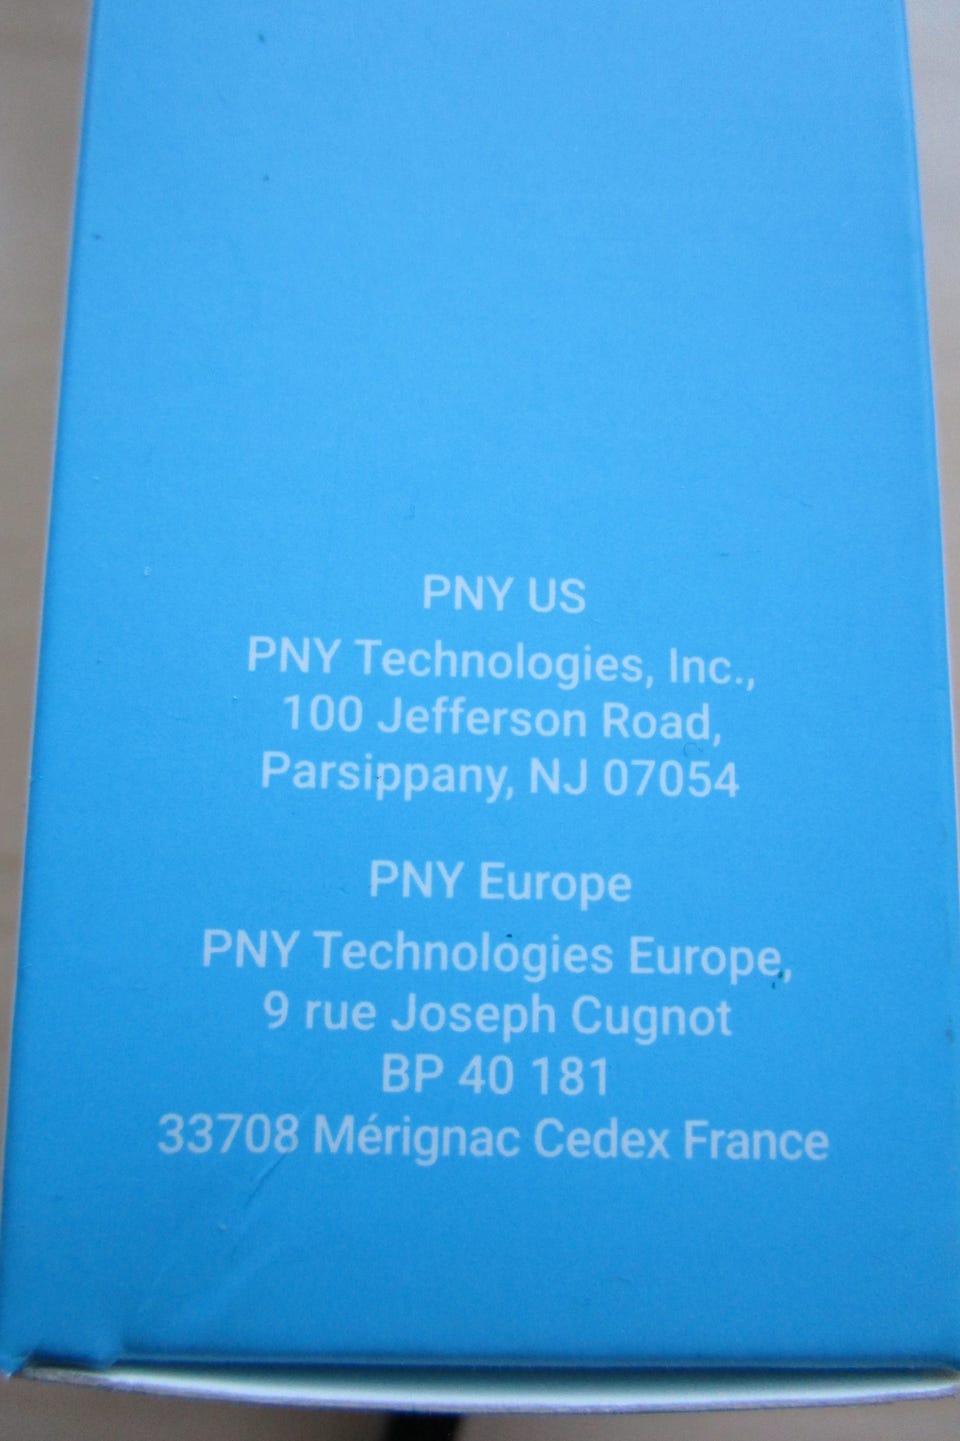 PNY US
PNY Technologies, Inc.,
100 Jefferson Road,
Parsippany, NJ 07054
PNY Europe
PNY Technologies Europe,
9 rue Joseph Cugnot
BP 40 181
33708 Mérignac Cedex France